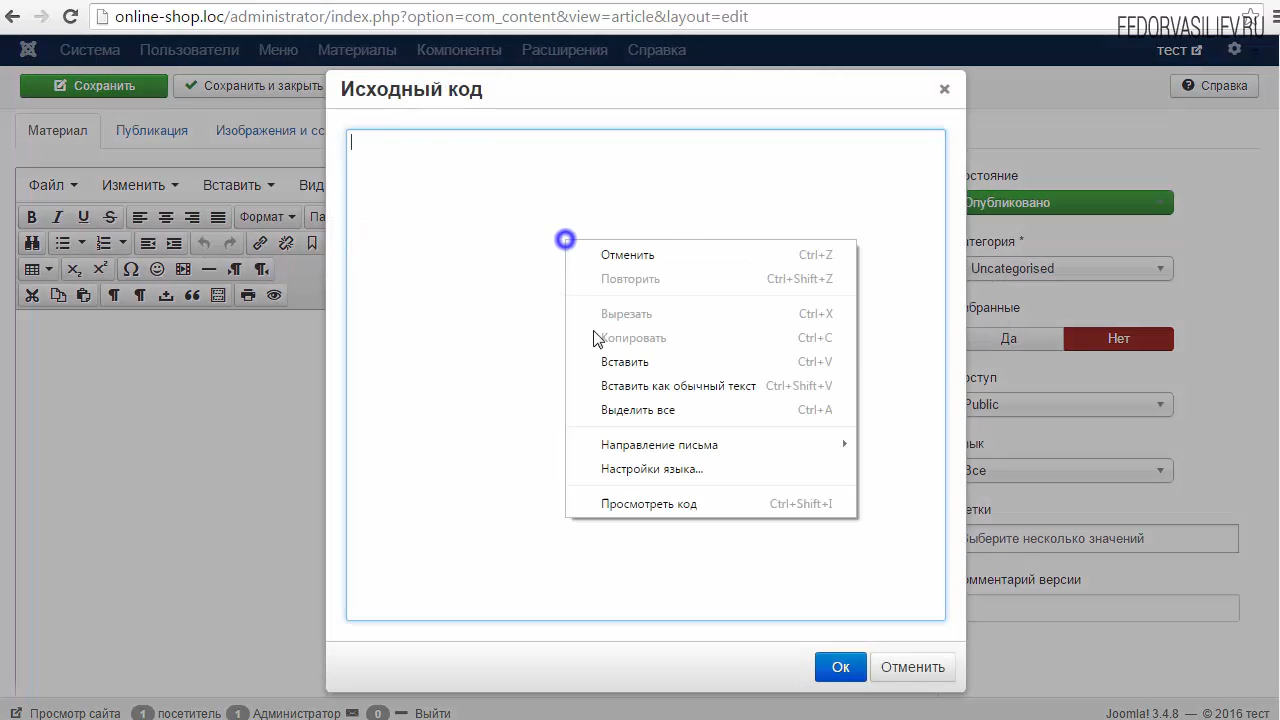 online-shop.loc/administrator/index.php?option=com_content&view=article&layout=edit
FEDORVASILIEV.RU
Система Пользователи Меню Материалы Компоненты Расширения Справка тест
Сохранить Сохранить и закрыть Справка
Исходный код ×
Материал Публикация Изображения и сс
остояние
Файл Изменить Вставить Вид
Опубликовано
B I U S Формат Па
атегория *
Uncategorised
Отменить Ctrl+Z
Повторить Ctrl+Shift+Z
Вырезать Ctrl+X
Копировать Ctrl+C
Вставить Ctrl+V
Вставить как обычный текст Ctrl+Shift+V
Выделить все Ctrl+A
Направление письма
Настройки языка...
Просмотреть код Ctrl+Shift+I
збранные
Да Нет
оступ
Public
зык
Все
етки
Выберите несколько значений
омментарий версии
Ок Отменить
Просмотр сайта 1 посетитель 1 Администратор 0 Выйти
Joomla! 3.4.8 — © 2016 тест